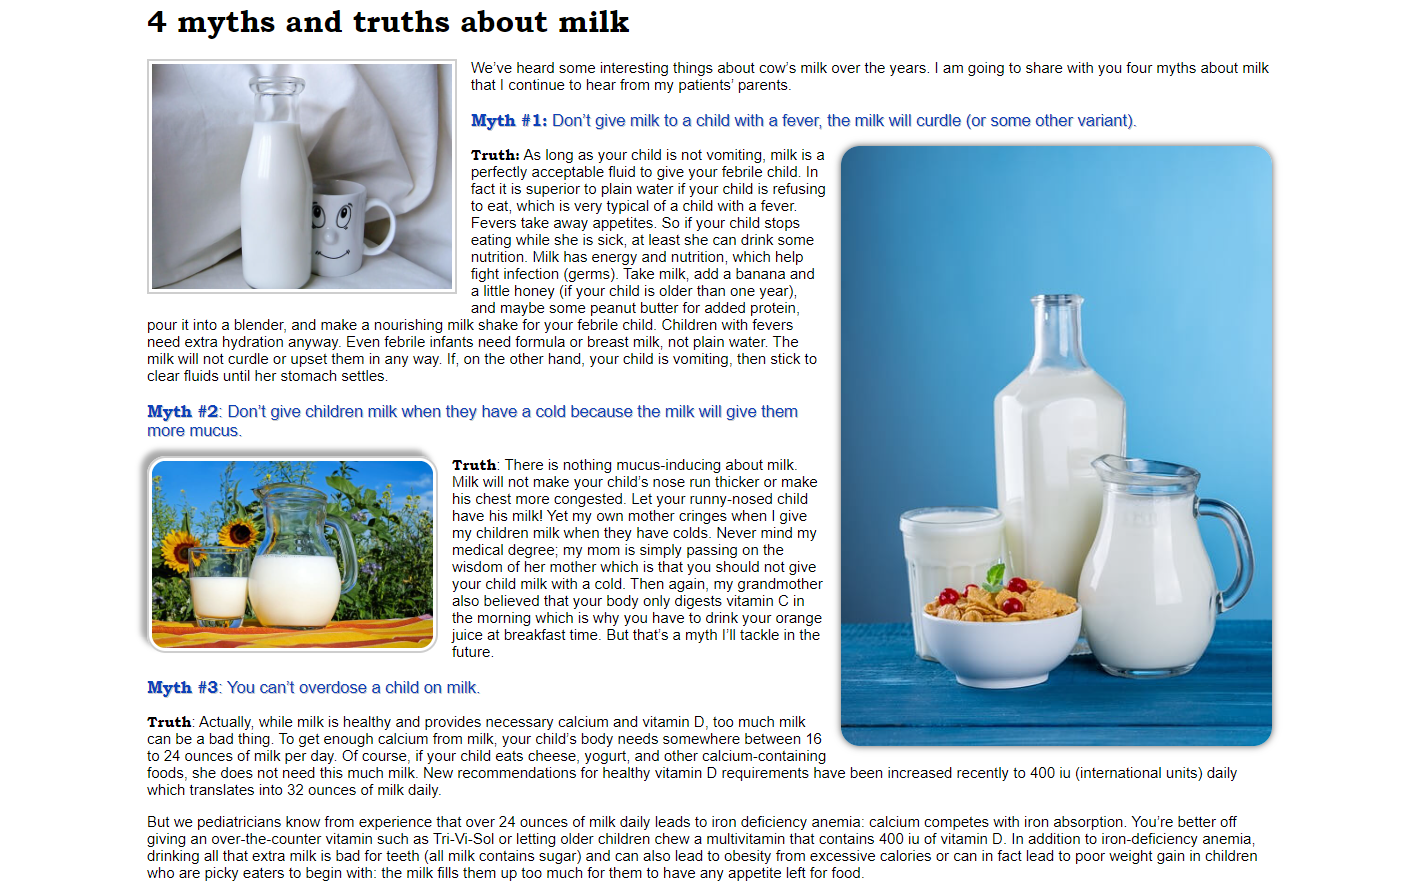 4 myths and truths about milk
We’ve heard some interesting things about cow’s milk over the years. I am going to share with you four myths about milk
that I continue to hear from my patients’ parents.
Myth #1: Don’t give milk to a child with a fever, the milk will curdle (or some other variant).
Truth: As long as your child is not vomiting, milk is a
perfectly acceptable fluid to give your febrile child. In
fact it is superior to plain water if your child is refusing
to eat, which is very typical of a child with a fever.
Fevers take away appetites. So if your child stops
eating while she is sick, at least she can drink some
nutrition. Milk has energy and nutrition, which help
fight infection (germs). Take milk, add a banana and
a little honey (if your child is older than one year),
and maybe some peanut butter for added protein,
pour it into a blender, and make a nourishing milk shake for your febrile child. Children with fevers
need extra hydration anyway. Even febrile infants need formula or breast milk, not plain water. The
milk will not curdle or upset them in any way. If, on the other hand, your child is vomiting, then stick to
clear fluids until her stomach settles.
Myth #2: Don’t give children milk when they have a cold because the milk will give them
more mucus.
Truth: There is nothing mucus-inducing about milk.
Milk will not make your child’s nose run thicker or make
his chest more congested. Let your runny-nosed child
have his milk! Yet my own mother cringes when I give
my children milk when they have colds. Never mind my
medical degree; my mom is simply passing on the
wisdom of her mother which is that you should not give
your child milk with a cold. Then again, my grandmother
also believed that your body only digests vitamin C in
the morning which is why you have to drink your orange
juice at breakfast time. But that’s a myth I’ll tackle in the
future.
Myth #3: You can’t overdose a child on milk.
Truth: Actually, while milk is healthy and provides necessary calcium and vitamin D, too much milk
can be a bad thing. To get enough calcium from milk, your child’s body needs somewhere between 16
to 24 ounces of milk per day. Of course, if your child eats cheese, yogurt, and other calcium-containing
foods, she does not need this much milk. New recommendations for healthy vitamin D requirements have been increased recently to 400 iu (international units) daily
which translates into 32 ounces of milk daily.
But we pediatricians know from experience that over 24 ounces of milk daily leads to iron deficiency anemia: calcium competes with iron absorption. You’re better off
giving an over-the-counter vitamin such as Tri-Vi-Sol or letting older children chew a multivitamin that contains 400 iu of vitamin D. In addition to iron-deficiency anemia,
drinking all that extra milk is bad for teeth (all milk contains sugar) and can also lead to obesity from excessive calories or can in fact lead to poor weight gain in children
who are picky eaters to begin with: the milk fills them up too much for them to have any appetite left for food.